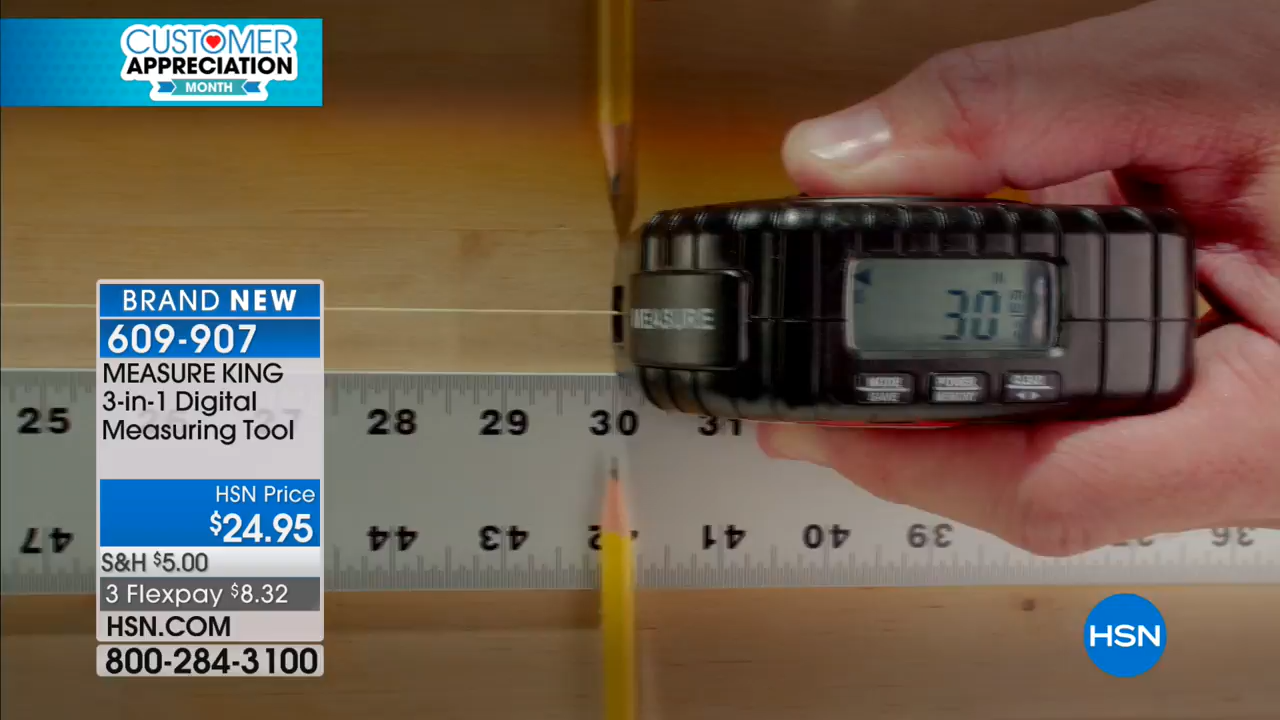 CUSTOMER
APPRECIATION
MONTH
BRAND NEW
609-907
MEASURE KING
3-in-1 Digital
Measuring Tool
HSN Price
$24.95
S&H $5.00
3 Flexpay $8.32
HSN.COM
800-284-3100
MEASURE
30
25 28 29 30 31
47 44 43 42 41 40 39 36
HSN